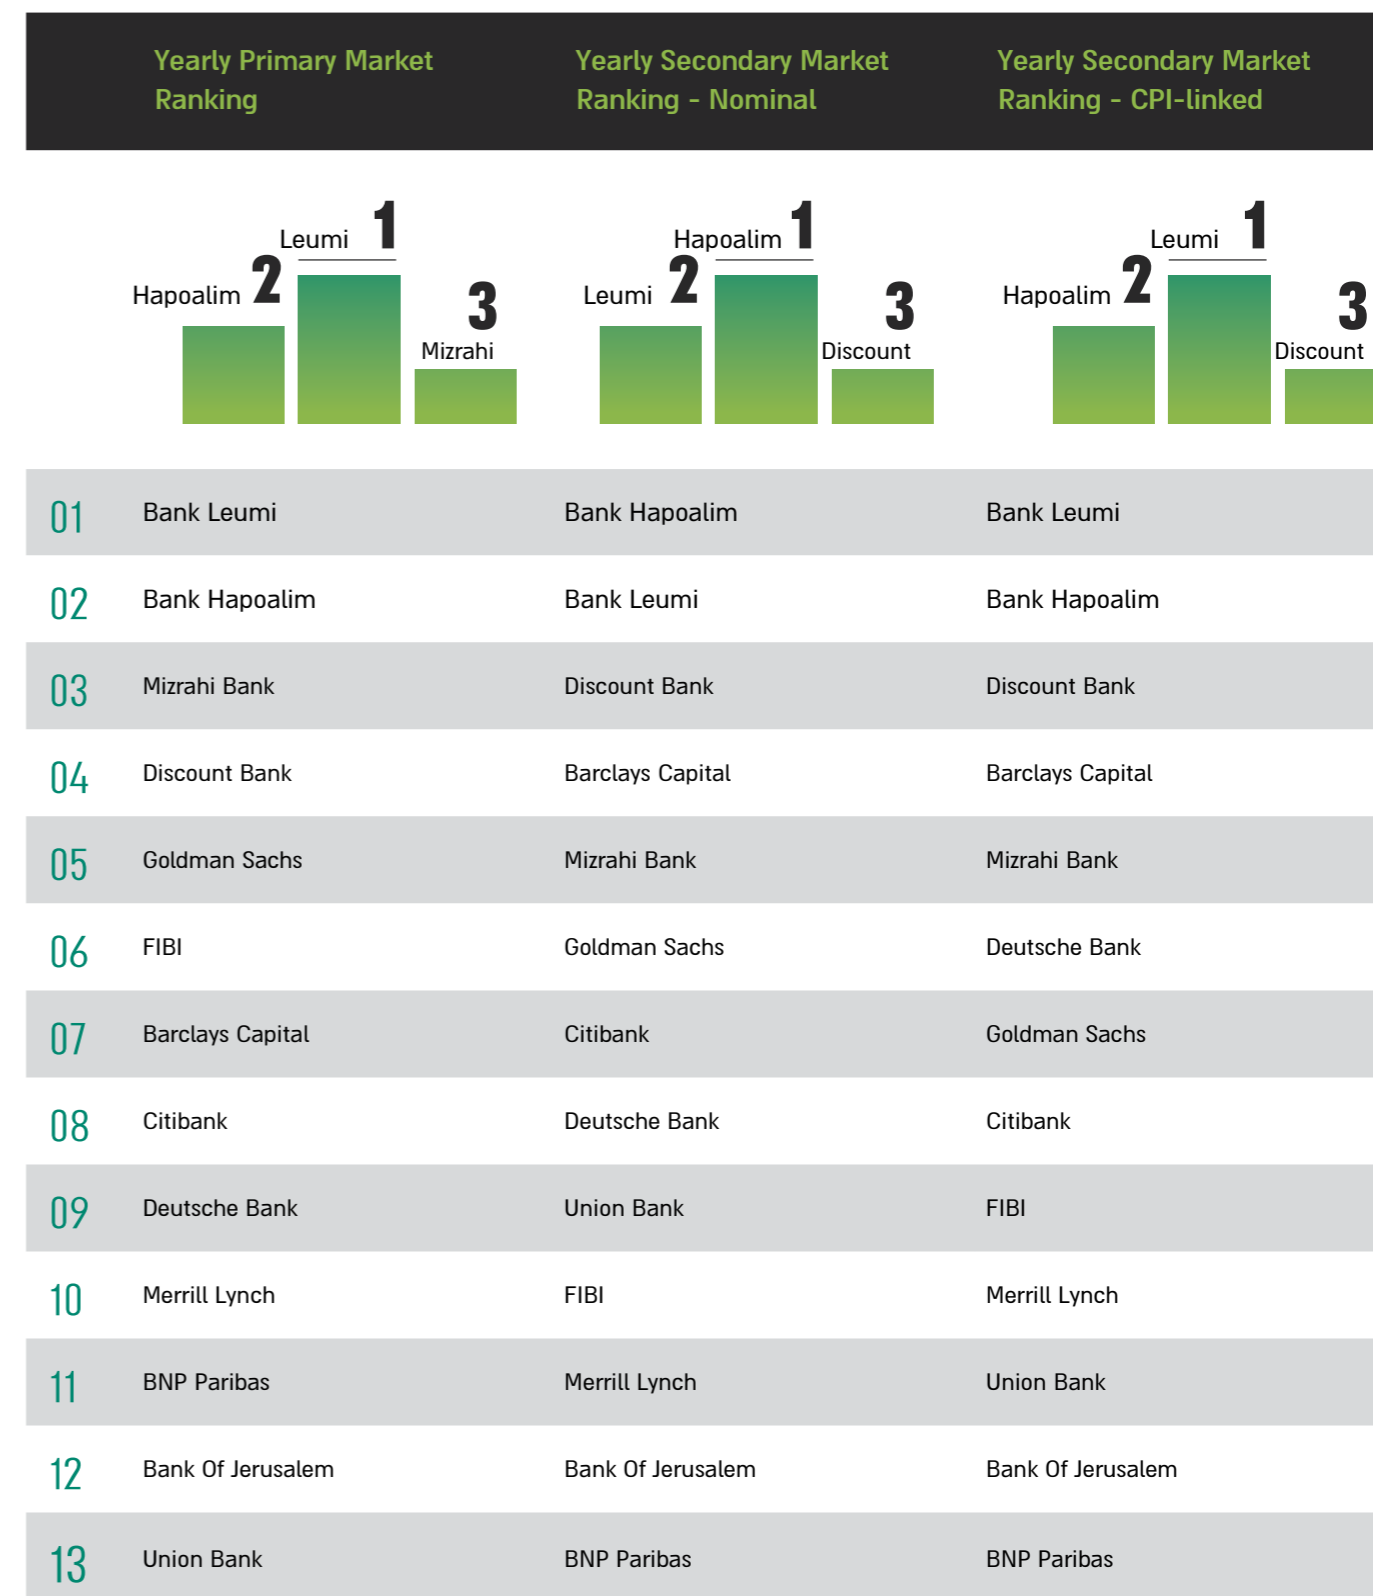 Yearly Primary Market
Ranking
Yearly Secondary Market
Ranking - Nominal
Yearly Secondary Market
Ranking - CPI-linked
Leumi 1
Hapoalim 2
3
Mizrahi
Hapoalim 1
Leumi 2
3
Discount
Leumi 1
Hapoalim 2
3
Discount
01 Bank Leumi Bank Hapoalim Bank Leumi
02 Bank Hapoalim Bank Leumi Bank Hapoalim
03 Mizrahi Bank Discount Bank Discount Bank
04 Discount Bank Barclays Capital Barclays Capital
05 Goldman Sachs Mizrahi Bank Mizrahi Bank
06 FIBI Goldman Sachs Deutsche Bank
07 Barclays Capital Citibank Goldman Sachs
08 Citibank Deutsche Bank Citibank
09 Deutsche Bank Union Bank FIBI
10 Merrill Lynch FIBI Merrill Lynch
11 BNP Paribas Merrill Lynch Union Bank
12 Bank Of Jerusalem Bank Of Jerusalem Bank Of Jerusalem
13 Union Bank BNP Paribas BNP Paribas